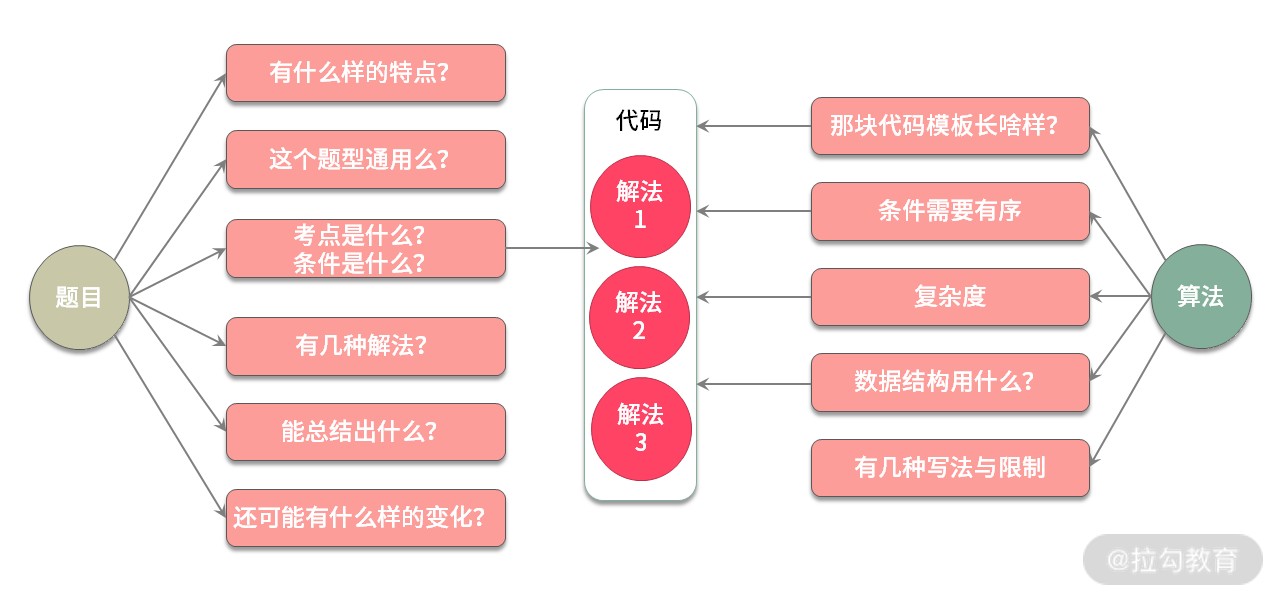 题目
有什么样的特点？
这个题型通用么？
考点是什么？
条件是什么？
有几种解法？
能总结出什么？
还可能有什么样的变化？
代码
解法
1
解法
2
解法
3
那块代码模板长啥样？
条件需要有序
复杂度
数据结构用什么？
有几种写法与限制
算法
@拉勾教育